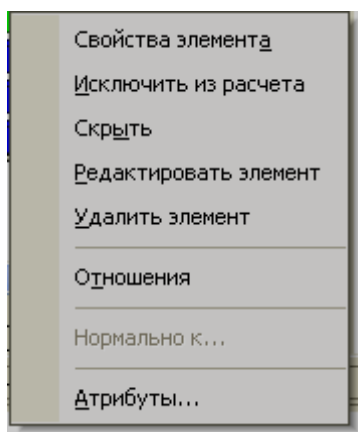 Свойства элемента
Исключить из расчета
Скрыть
Редактировать элемент
Удалить элемент
Отношения
Нормально к...
Атрибуты...